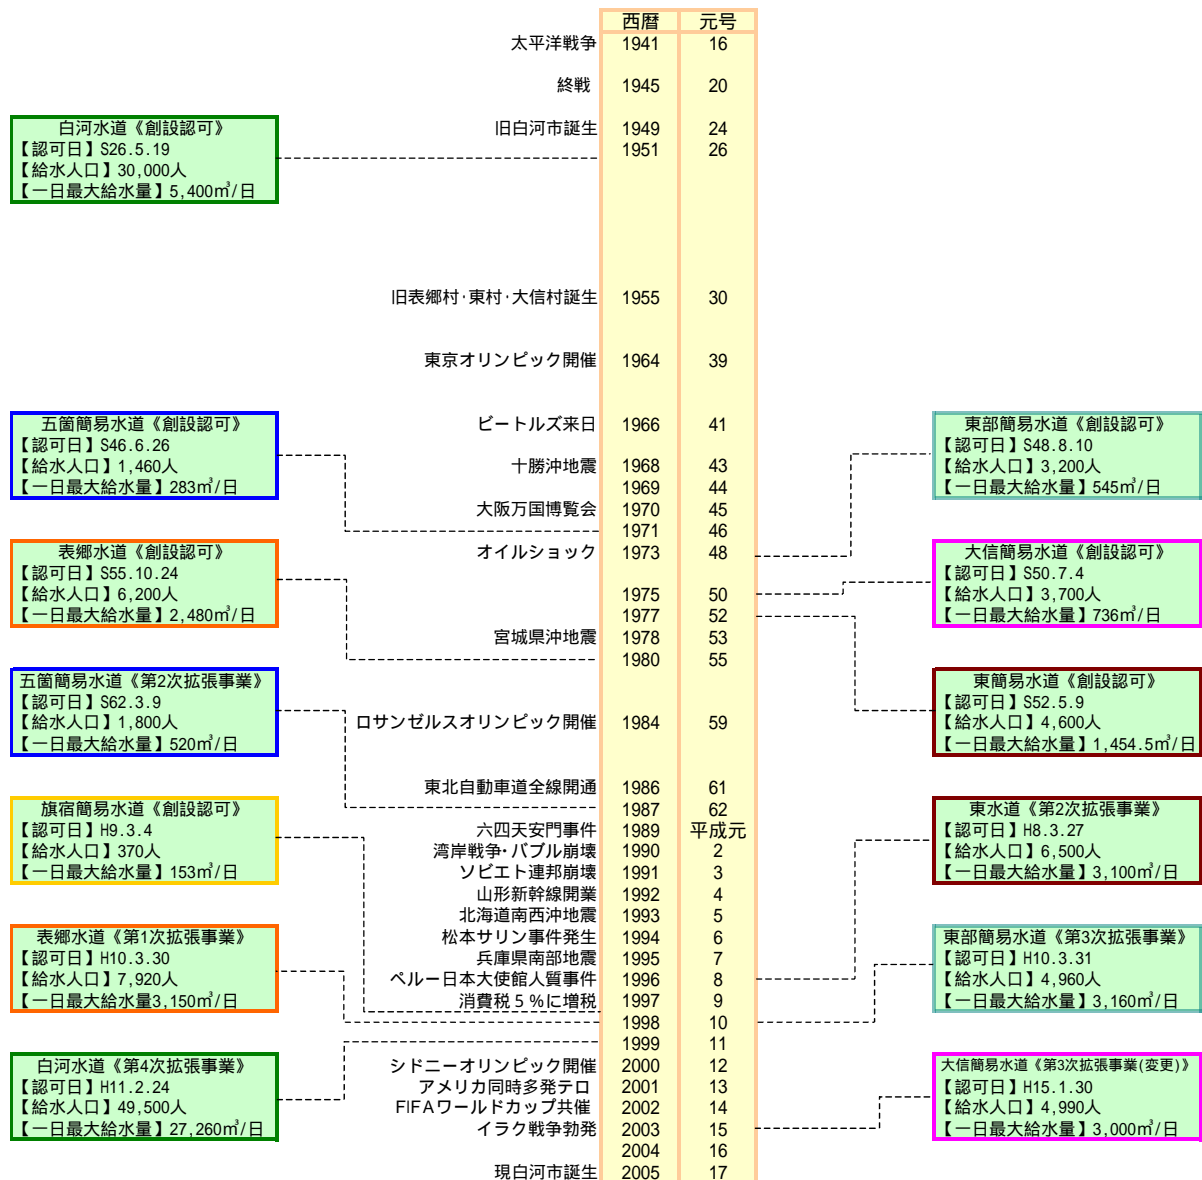 西暦 元号
太平洋戦争 1941 16
終戦 1945 20
旧白河市誕生 1949 24
1951 26
旧表郷村・東村・大信村誕生 1955 30
東京オリンピック開催 1964 39
ビートルズ来日 1966 41
十勝沖地震 1968 43
1969 44
大阪万国博覧会 1970 45
1971 46
オイルショック 1973 48
1975 50
1977 52
宮城県沖地震 1978 53
1980 55
ロサンゼルスオリンピック開催 1984 59
東北自動車道全線開通 1986 61
1987 62
六四天安門事件 1989 平成元
湾岸戦争・バブル崩壊 1990 2
ソビエト連邦崩壊 1991 3
山形新幹線開業 1992 4
北海道南西沖地震 1993 5
松本サリン事件発生 1994 6
兵庫県南部地震 1995 7
ペルー日本大使館人質事件 1996 8
消費税5%に増税 1997 9
1998 10
1999 11
シドニーオリンピック開催 2000 12
アメリカ同時多発テロ 2001 13
FIFAワールドカップ共催 2002 14
イラク戦争勃発 2003 15
2004 16
現白河市誕生 2005 17
白河水道《創設認可》
【認可日】S26.5.19
【給水人口】30,000人
【一日最大給水量】5,400㎥/日
五箇簡易水道《創設認可》
【認可日】S46.6.26
【給水人口】1,460人
【一日最大給水量】283㎥/日
表郷水道《創設認可》
【認可日】S55.10.24
【給水人口】6,200人
【一日最大給水量】2,480㎥/日
五箇簡易水道《第2次拡張事業》
【認可日】S62.3.9
【給水人口】1,800人
【一日最大給水量】520㎥/日
旗宿簡易水道《創設認可》
【認可日】H9.3.4
【給水人口】370人
【一日最大給水量】153㎥/日
表郷水道《第1次拡張事業》
【認可日】H10.3.30
【給水人口】7,920人
【一日最大給水量3,150㎥/日
白河水道《第4次拡張事業》
【認可日】H11.2.24
【給水人口】49,500人
【一日最大給水量】27,260㎥/日
東部簡易水道《創設認可》
【認可日】S48.8.10
【給水人口】3,200人
【一日最大給水量】545㎥/日
大信簡易水道《創設認可》
【認可日】S50.7.4
【給水人口】3,700人
【一日最大給水量】736㎥/日
東簡易水道《創設認可》
【認可日】S52.5.9
【給水人口】4,600人
【一日最大給水量】1,454.5㎥/日
東水道《第2次拡張事業》
【認可日】H8.3.27
【給水人口】6,500人
【一日最大給水量】3,100㎥/日
東部簡易水道《第3次拡張事業》
【認可日】H10.3.31
【給水人口】4,960人
【一日最大給水量】3,160㎥/日
大信簡易水道《第3次拡張事業(変更)》
【認可日】H15.1.30
【給水人口】4,990人
【一日最大給水量】3,000㎥/日